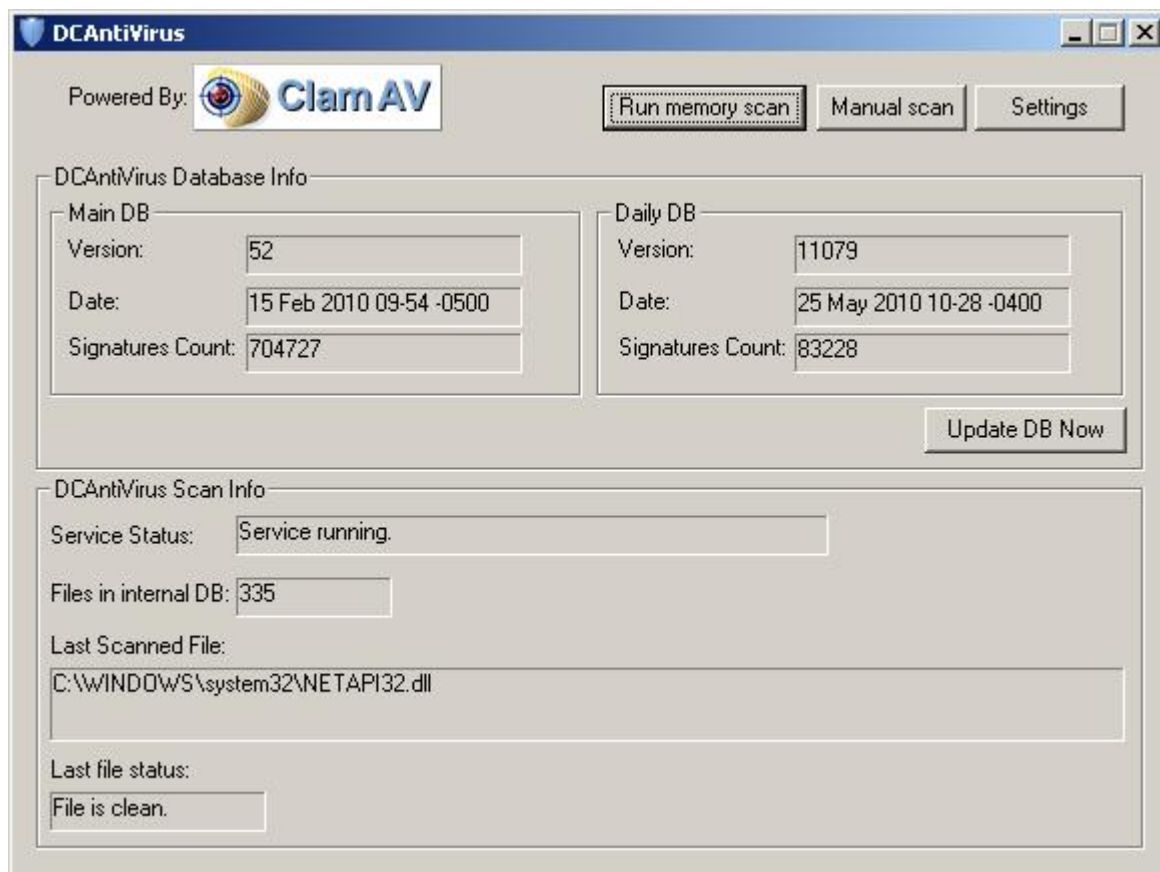 DCAntiVirus
Powered By: Clam AV
Run memory scan
Manual scan
Settings
DCAntiVirus Database Info
Main DB
Version: 52
Date: 15 Feb 2010 09-54 -0500
Signatures Count: 704727
Daily DB
Version: 11079
Date: 25 May 2010 10-28 -0400
Signatures Count: 83228
Update DB Now
DCAntiVirus Scan Info
Service Status: Service running.
Files in internal DB: 335
Last Scanned File:
C:\WINDOWS\system32\NETAPI32.dll
Last file status:
File is clean.